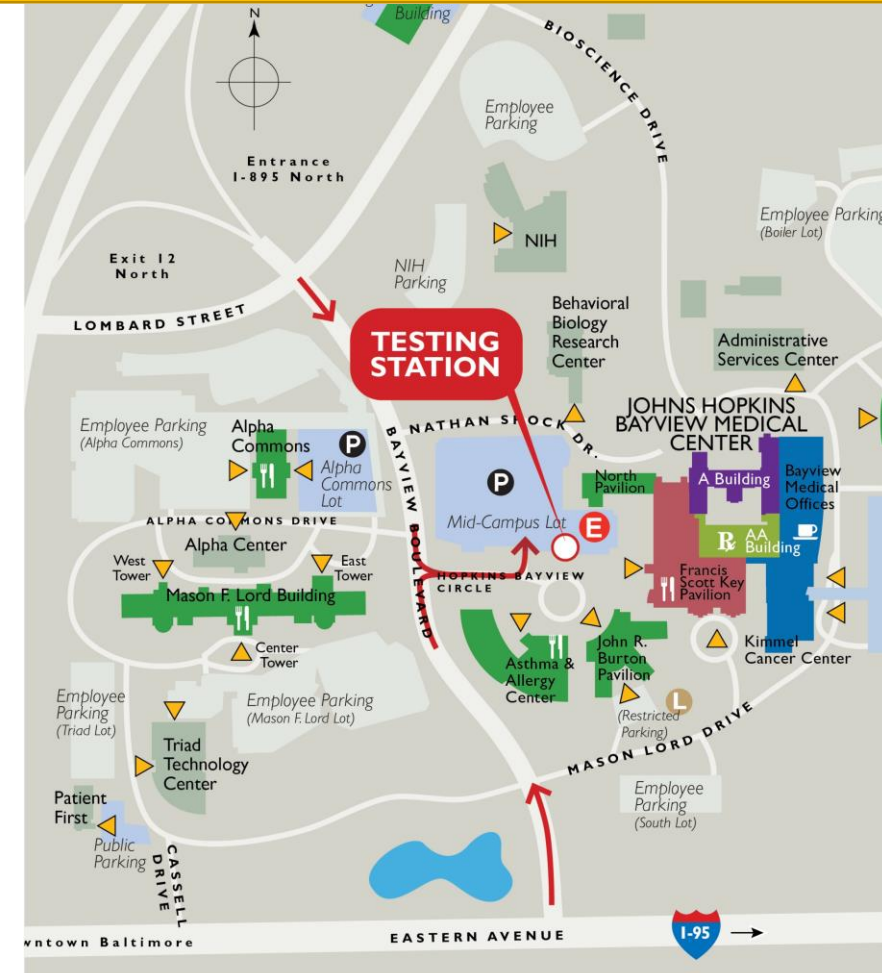 Building
N
BIOSCIENCE DRIVE
Employee
Parking
Entrance
I-895 North
Employee Parking
(Boiler Lot)
NIH
Exit 12
North
NIH
Parking
LOMBARD STREET
Behavioral
Biology
Research
Center
TESTING
STATION
Administrative
Services Center
JOHNS HOPKINS
BAYVIEW MEDICAL
CENTER
Employee Parking
(Alpha Commons)
Alpha
Commons
P
Alpha
Commons
Lot
NATHAN SHOCK DR.
BAYVIEW BOULEVARD
P
Mid-Campus Lot
E
North
Pavilion
A Building
Bayview
Medical
Offices
AA
Building
R
ALPHA COMMONS DRIVE
Alpha Center
West
Tower
East
Tower
HOPKINS BAYVIEW
CIRCLE
Francis
Scott Key
Pavilion
Mason F. Lord Building
Center
Tower
Asthma &
Allergy
Center
John R.
Burton
Pavilion
Kimmel
Cancer Center
L
(Restricted
Parking)
Employee
Parking
(Triad Lot)
Employee Parking
(Mason F. Lord Lot)
MASON LORD DRIVE
Triad
Technology
Center
Employee
Parking
(South Lot)
Patient
First
Public
Parking
CASSELL
DRIVE
wntown Baltimore
EASTERN AVENUE
I-95